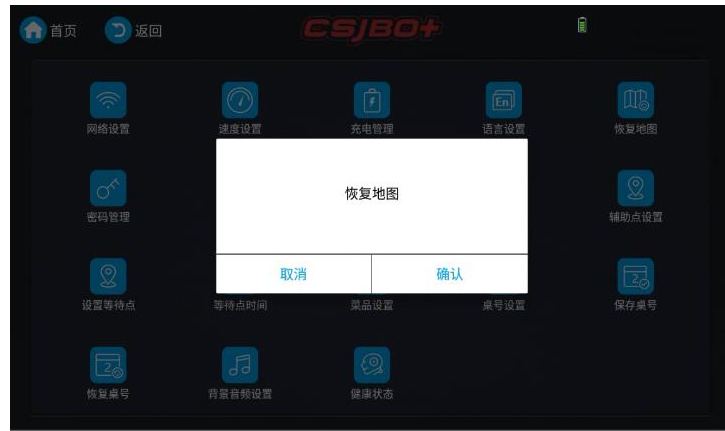 首页
返回
CSJBO+
网络设置
速度设置
充电管理
En
语言设置
恢复地图
密码管理
恢复地图
辅助点设置
取消
确认
设置等待点
等待点时间
菜品设置
桌号设置
2
保存桌号
2
恢复桌号
背景音频设置
健康状态